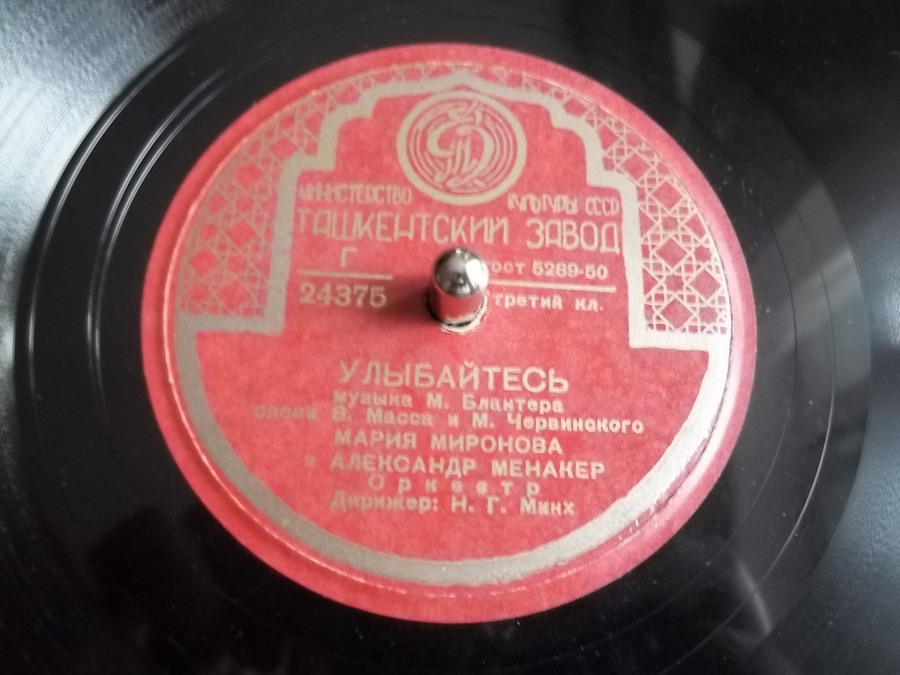 МИНИСТЕРСТВО КУЛЬТУРЫ СССР
ТАШКЕНТСКИЙ ЗАВОД
Г ГОСТ 5289-50
24375 третий кл.
УЛЫБАЙТЕСЬ
музыка М. Блантера
слова В. Масса и М. Червинского
МАРИЯ МИРОНОВА
и АЛЕКСАНДР МЕНАКЕР
Оркестр
Дирижер: Н. Г. Минх